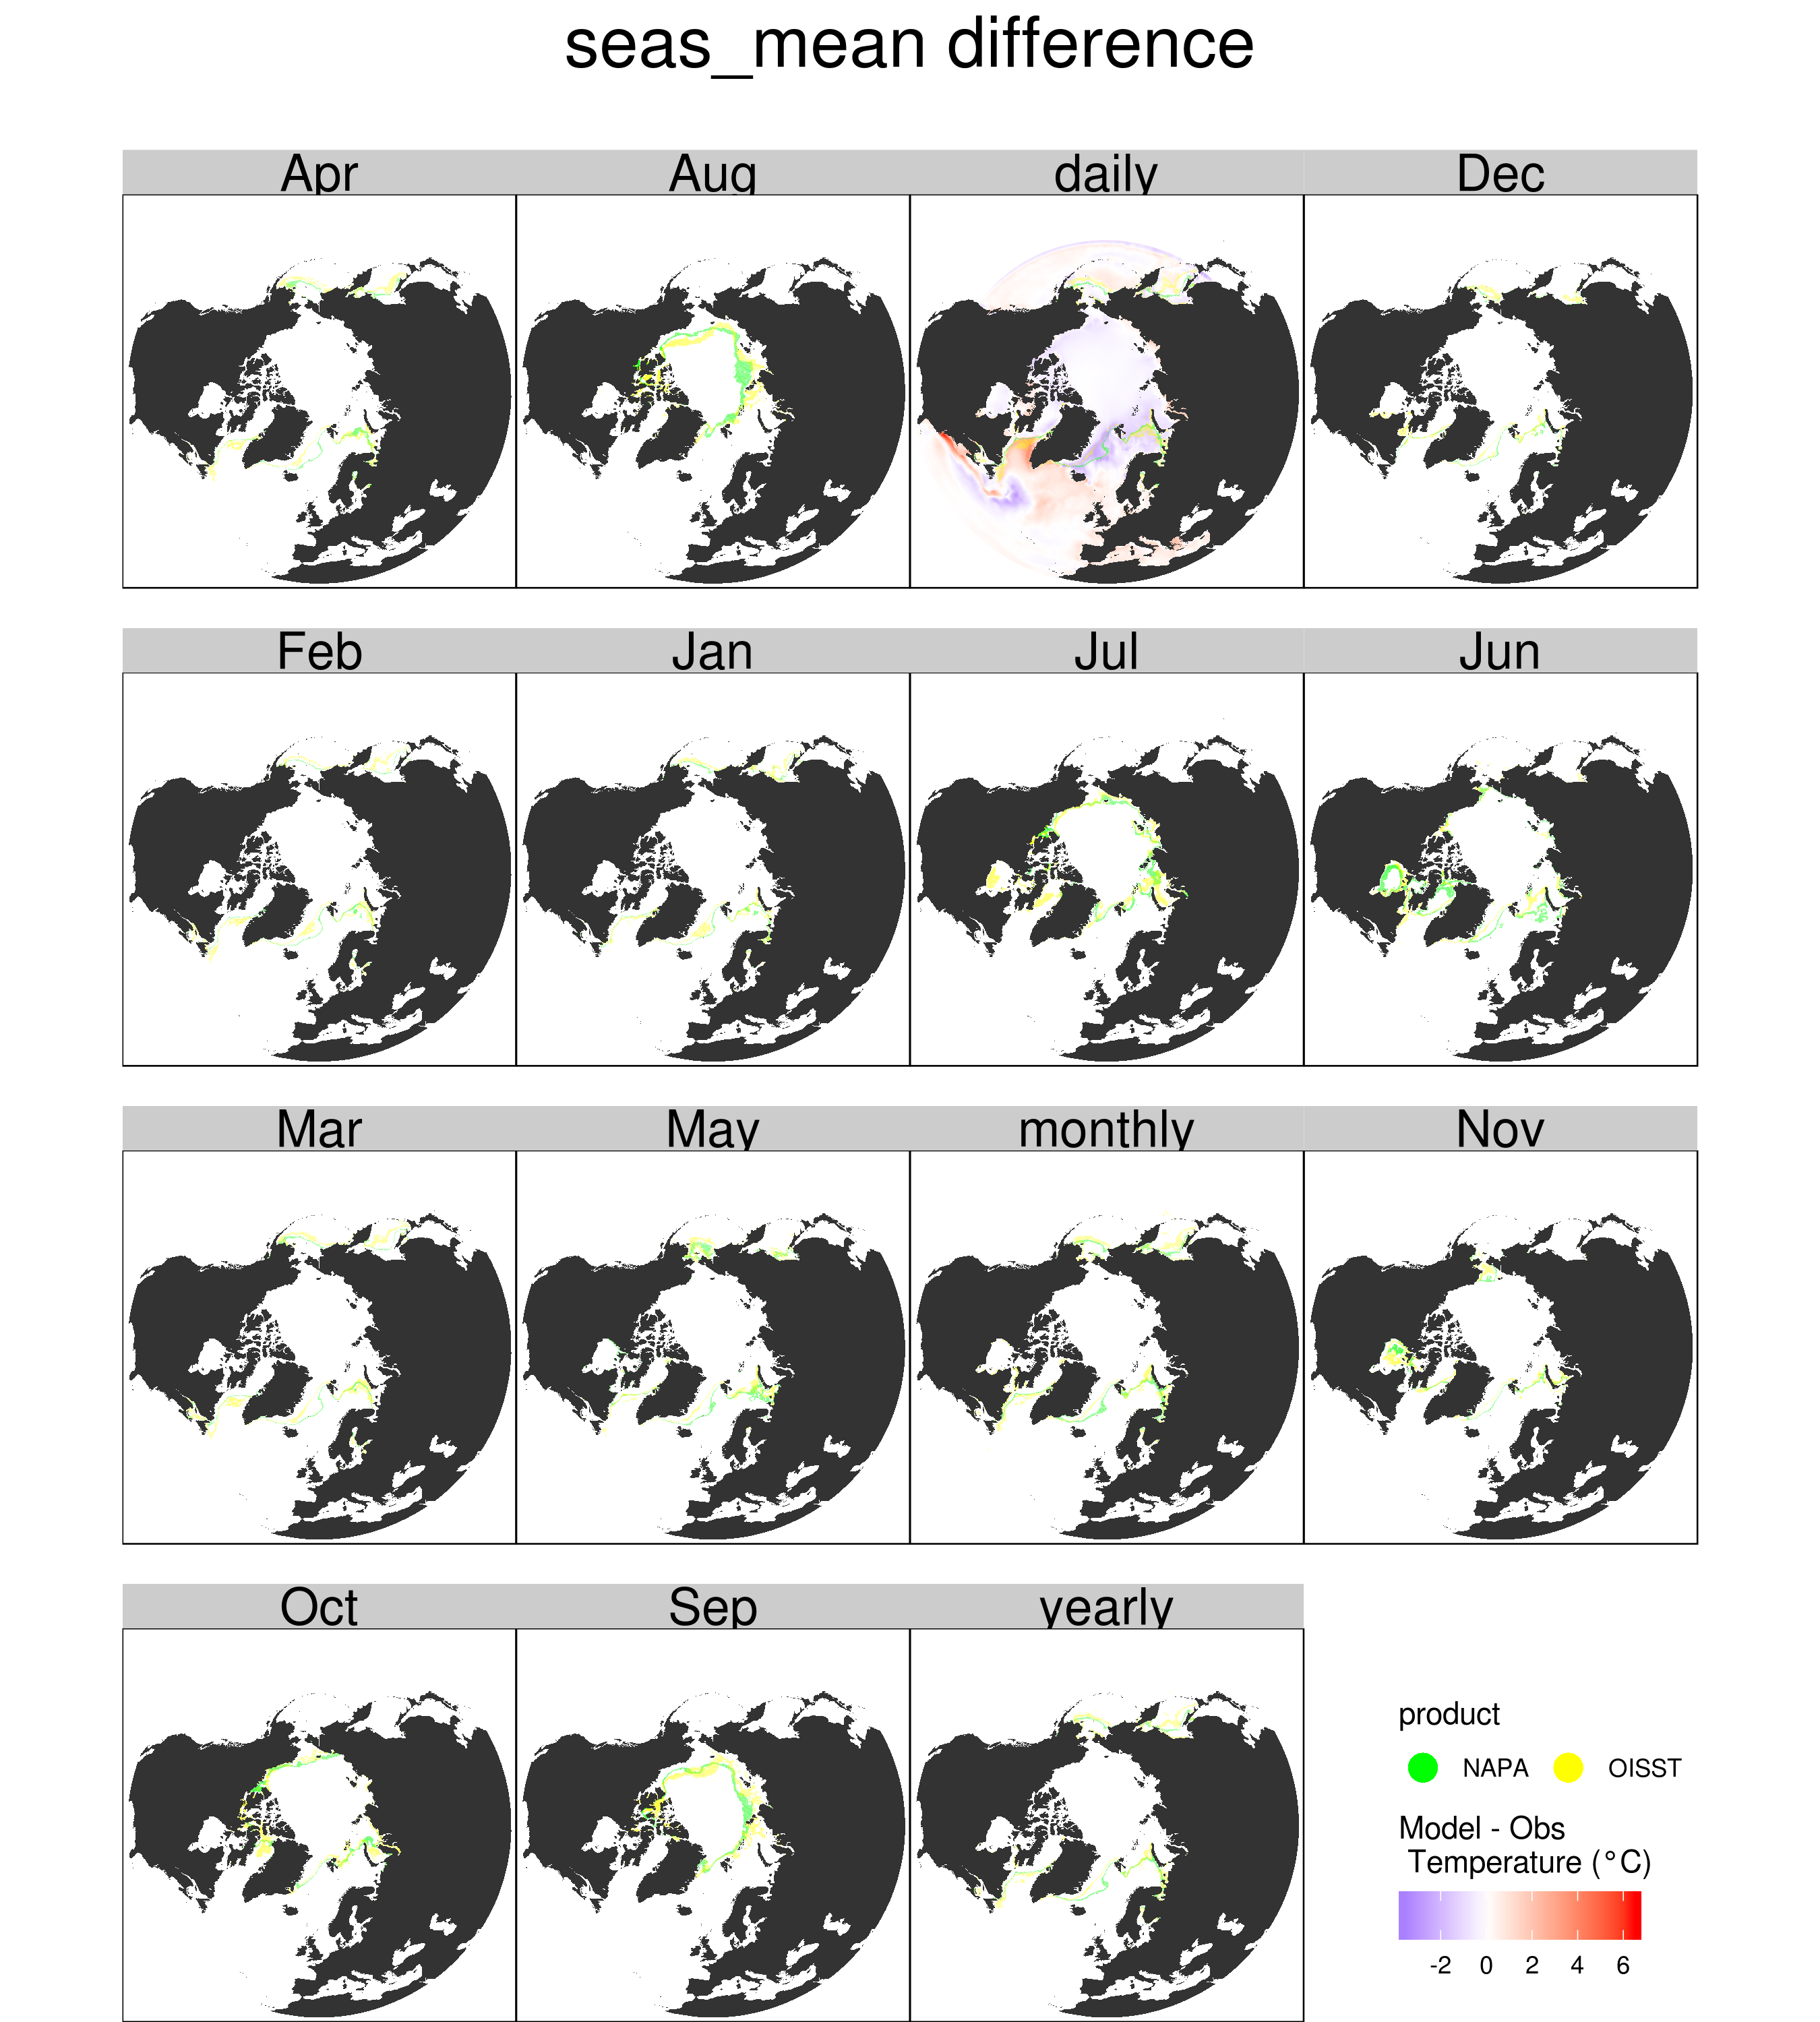 seas_mean difference
Apr Aug daily Dec
Feb Jan Jul Jun
Mar May monthly Nov
Oct Sep yearly
product
NAPA OISST
Model - Obs
Temperature (°C)
-2 0 2 4 6